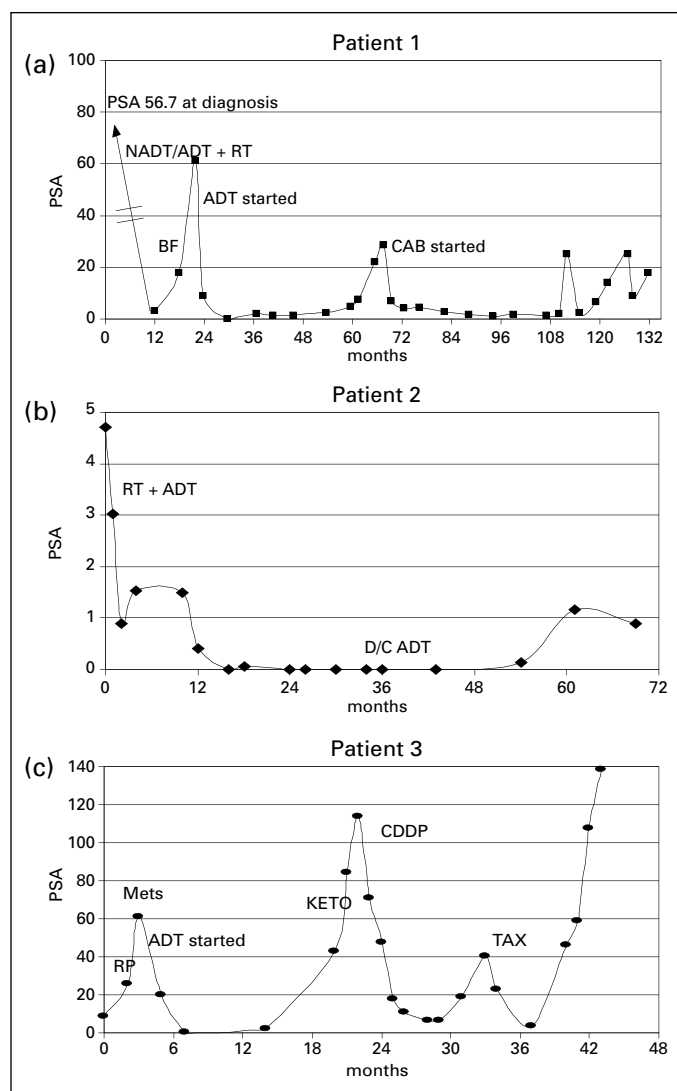 Patient 1
(a)
100
PSA 56.7 at diagnosis
80
NADT/ADT + RT
60
ADT started
PSA
40
BF
CAB started
20
0
0 12 24 36 48 60 72 84 96 108 120 132
months
Patient 2
(b)
5
4
RT + ADT
3
PSA
2
1
D/C ADT
0
0 12 24 36 48 60 72
months
Patient 3
(c)
140
120
CDDP
100
80
KETO
PSA
Mets
60
ADT started
TAX
40
RP
20
0
0 6 12 18 24 30 36 42 48
months